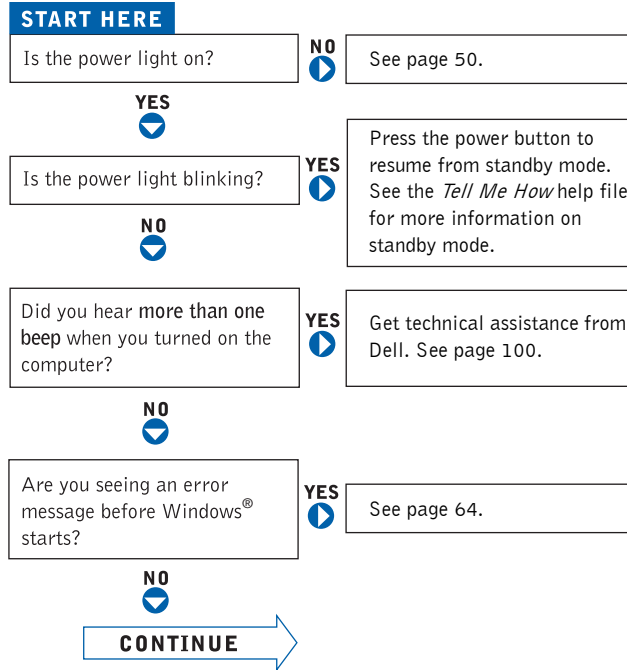 START HERE
Is the power light on?
NO
See page 50.
YES
Is the power light blinking?
YES
Press the power button to
resume from standby mode.
See the Tell Me How help file
for more information on
standby mode.
NO
Did you hear more than one
beep when you turned on the
computer?
YES
Get technical assistance from
Dell. See page 100.
NO
Are you seeing an error
message before Windows®
starts?
YES
See page 64.
NO
CONTINUE